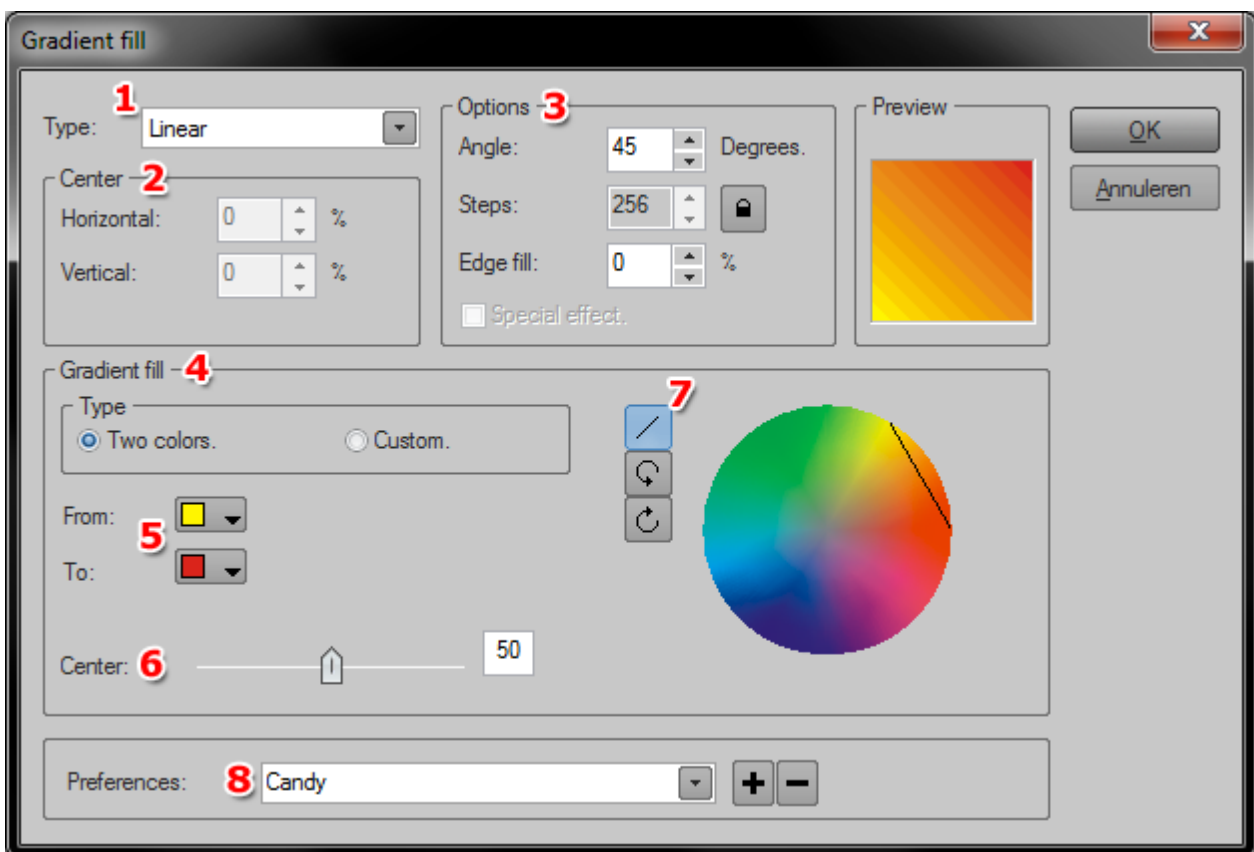 Gradient fill
1
Type: Linear
Center 2
Horizontal: 0 %
Vertical: 0 %
Options 3
Angle: 45 Degrees.
Steps: 256
Edge fill: 0 %
Special effect.
Preview
OK
Annuleren
Gradient fill 4
Type
Two colors. Custom.
From:
5
To:
Center: 6 50
7
Preferences: 8 Candy